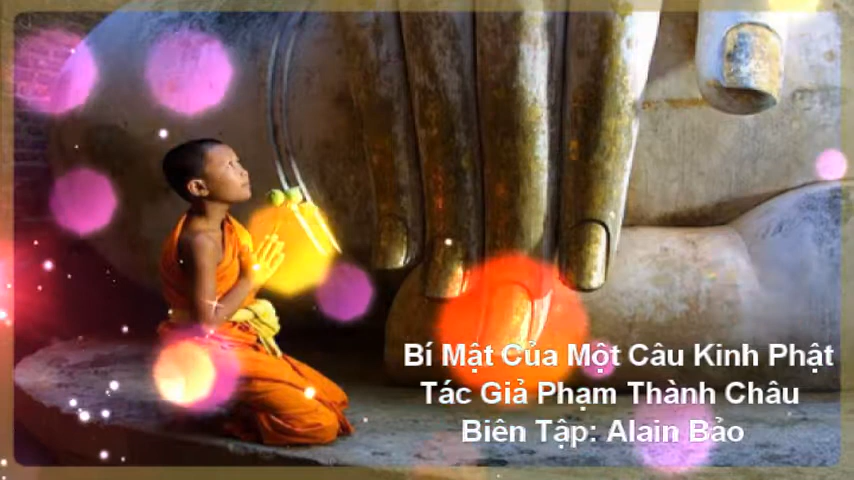 Bí Mật Của Một Câu Kinh Phật
Tác Giả Phạm Thành Châu
Biên Tập: Alain Bảo